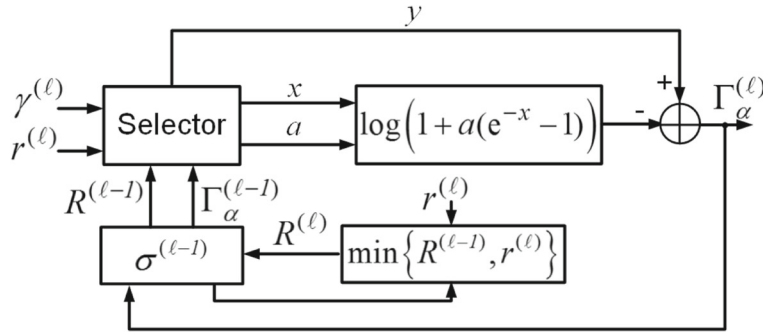 y
γ^(ℓ)
r^(ℓ)
Selector
x
a
log(1+a(e^−x −1))
+
-
Γ_α^(ℓ)
R^(ℓ−1)
Γ_α^(ℓ−1)
r^(ℓ)
σ^(ℓ−1)
R^(ℓ)
min{R^(ℓ−1), r^(ℓ)}